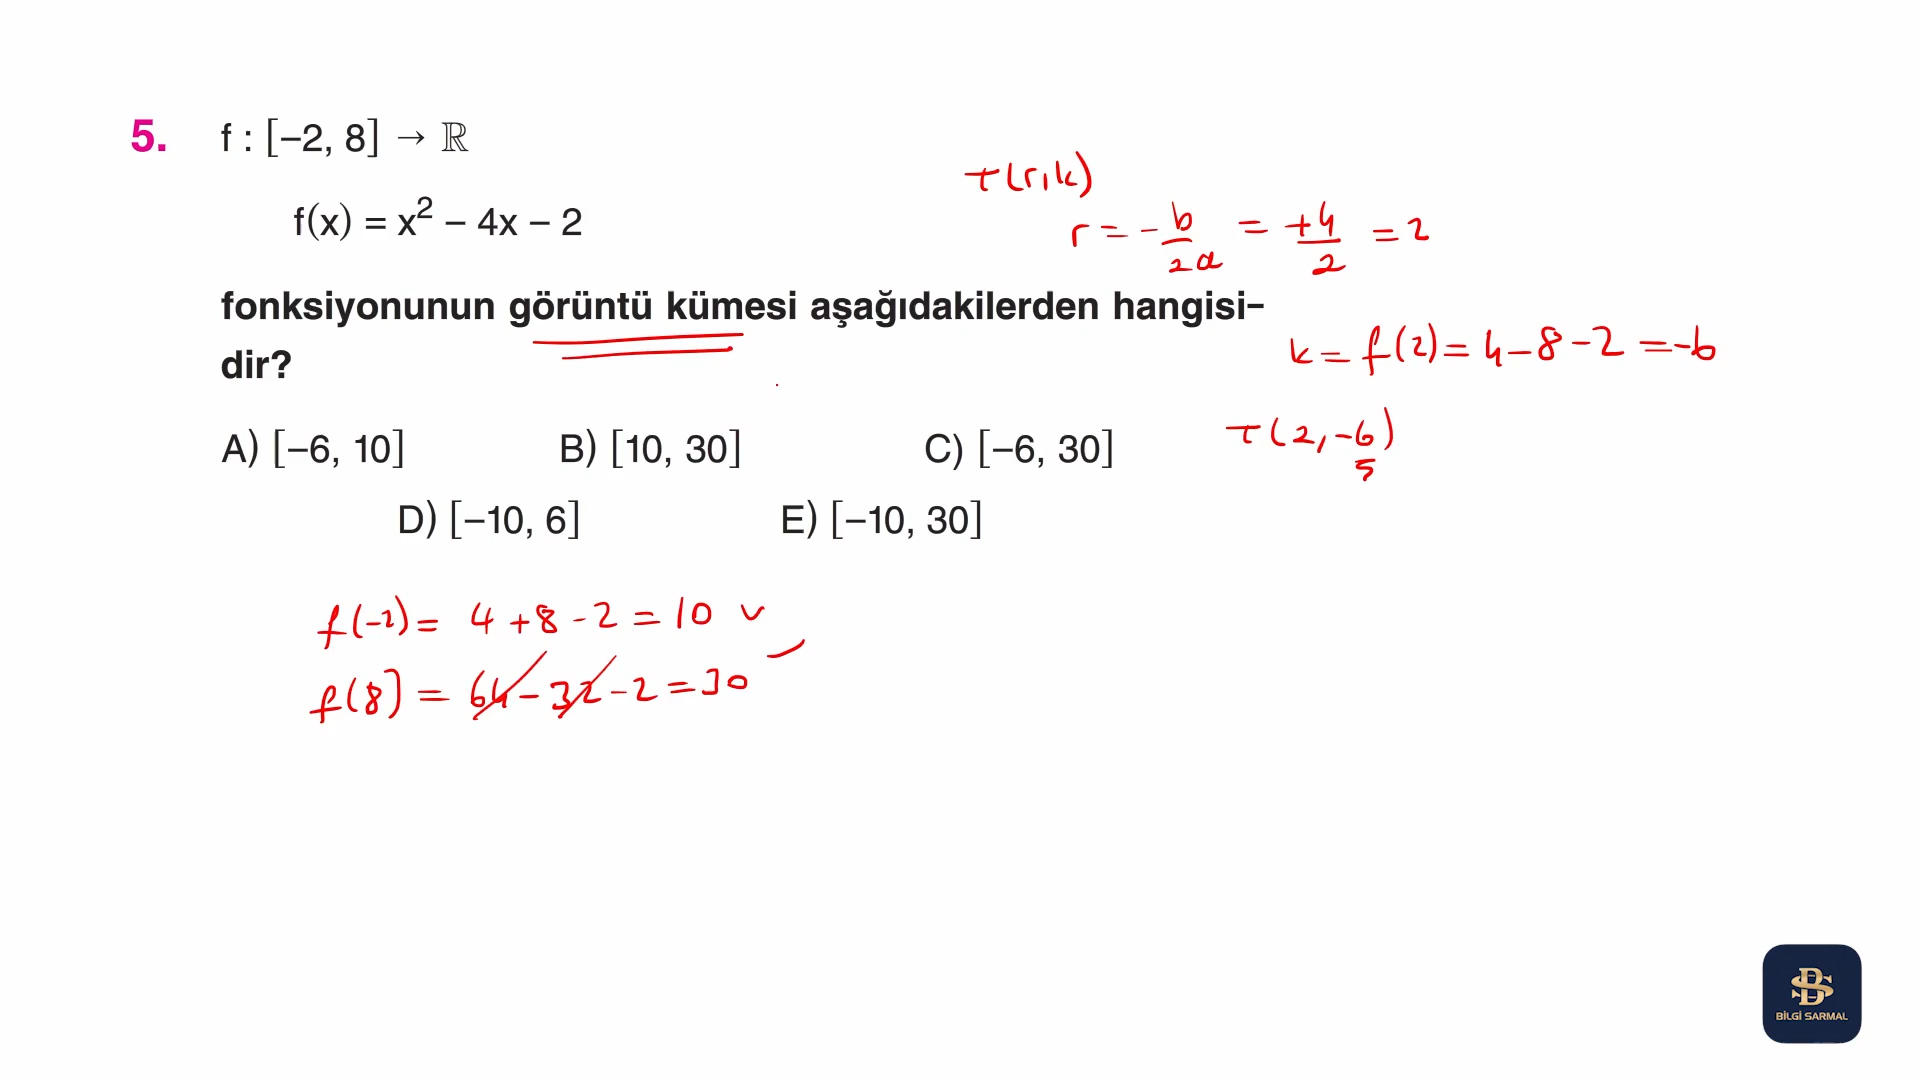 5. f : [−2, 8] → ℝ
f(x) = x² − 4x − 2
fonksiyonunun görüntü kümesi aşağıdakilerden hangisi−
dir?
A) [−6, 10] B) [10, 30] C) [−6, 30]
D) [−10, 6] E) [−10, 30]
T(r,k)
r = -b/2a = +4/2 = 2
k = f(2) = 4-8-2 = -6
T(2,-6)
f(-2) = 4+8-2 = 10
f(8) = 64-32-2 = 30
BİLGİ SARMAL